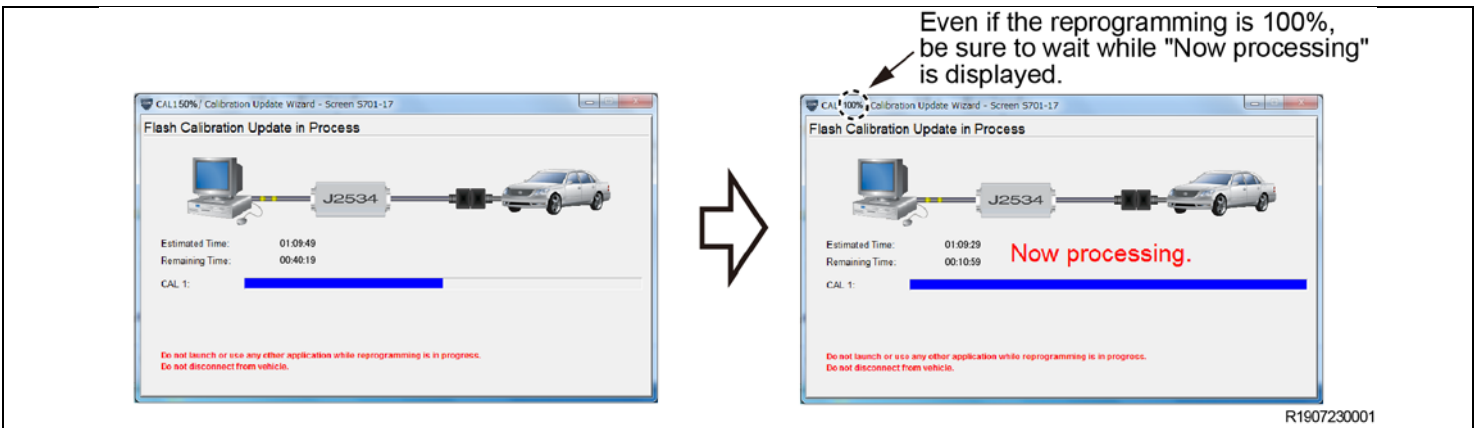 Even if the reprogramming is 100%,
be sure to wait while "Now processing"
is displayed.
CAL150%/ Calibration Update Wizard - Screen S701-17
Flash Calibration Update in Process
J2534
Estimated Time: 01:09:49
Remaining Time: 00:40:19
CAL 1:
Do not launch or use any other application while reprogramming is in progress.
Do not disconnect from vehicle.
CAL 100% Calibration Update Wizard - Screen S701-17
Flash Calibration Update in Process
J2534
Estimated Time: 01:09:29
Remaining Time: 00:10:59
Now processing.
CAL 1:
Do not launch or use any other application while reprogramming is in progress.
Do not disconnect from vehicle.
R1907230001